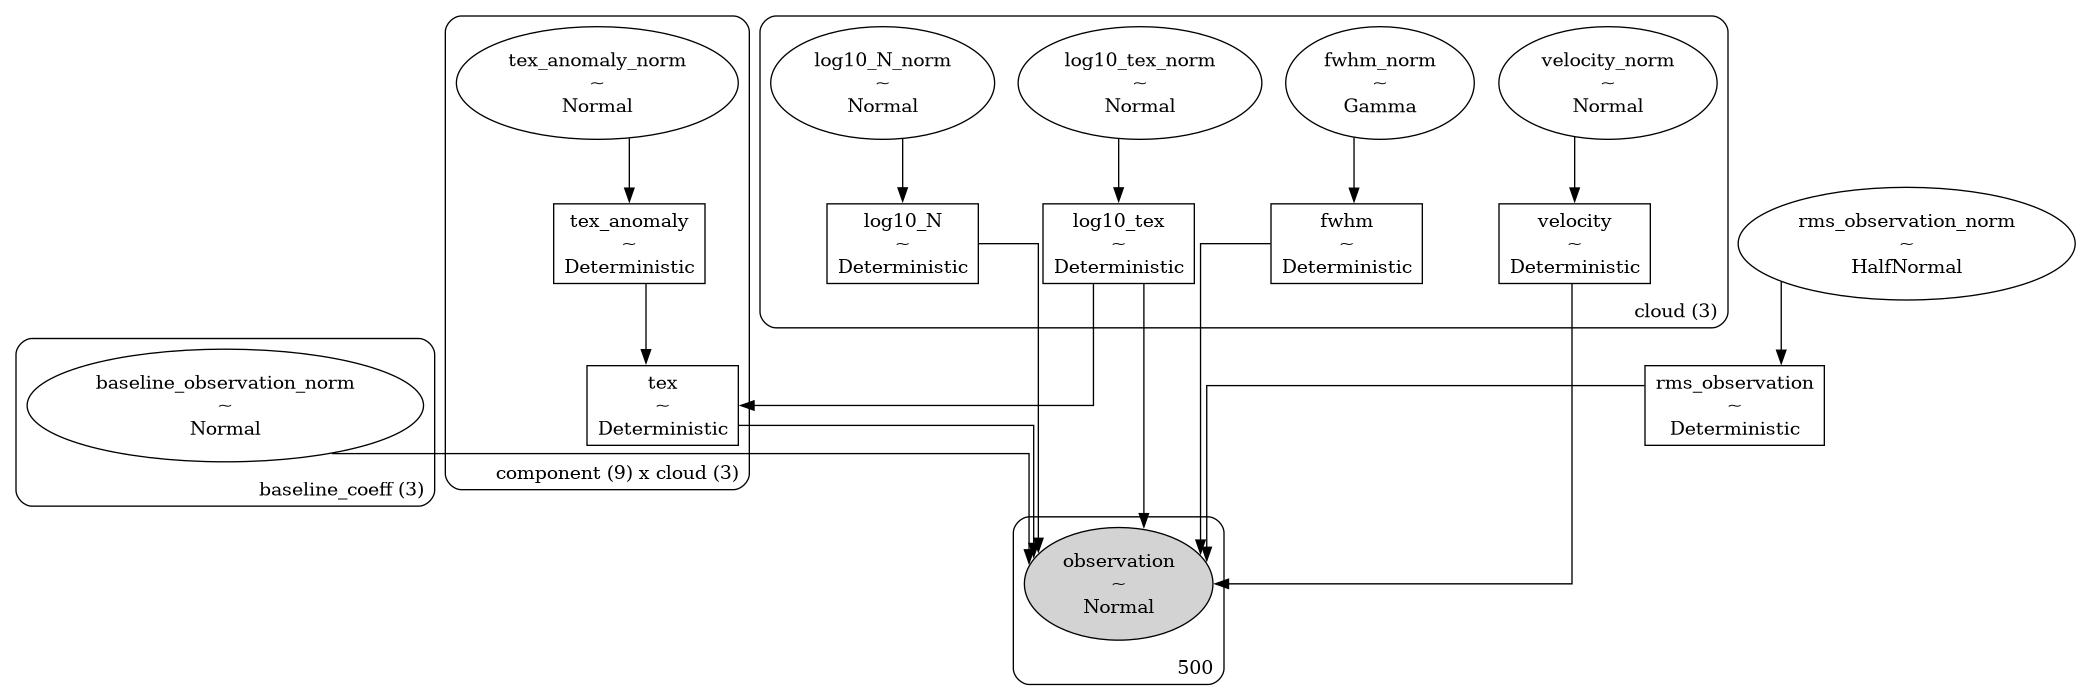 tex_anomaly_norm
~
Normal
log10_N_norm
~
Normal
log10_tex_norm
~
Normal
fwhm_norm
~
Gamma
velocity_norm
~
Normal
tex_anomaly
~
Deterministic
log10_N
~
Deterministic
log10_tex
~
Deterministic
fwhm
~
Deterministic
velocity
~
Deterministic
rms_observation_norm
~
HalfNormal
cloud (3)
baseline_observation_norm
~
Normal
tex
~
Deterministic
rms_observation
~
Deterministic
component (9) x cloud (3)
baseline_coeff (3)
observation
~
Normal
500